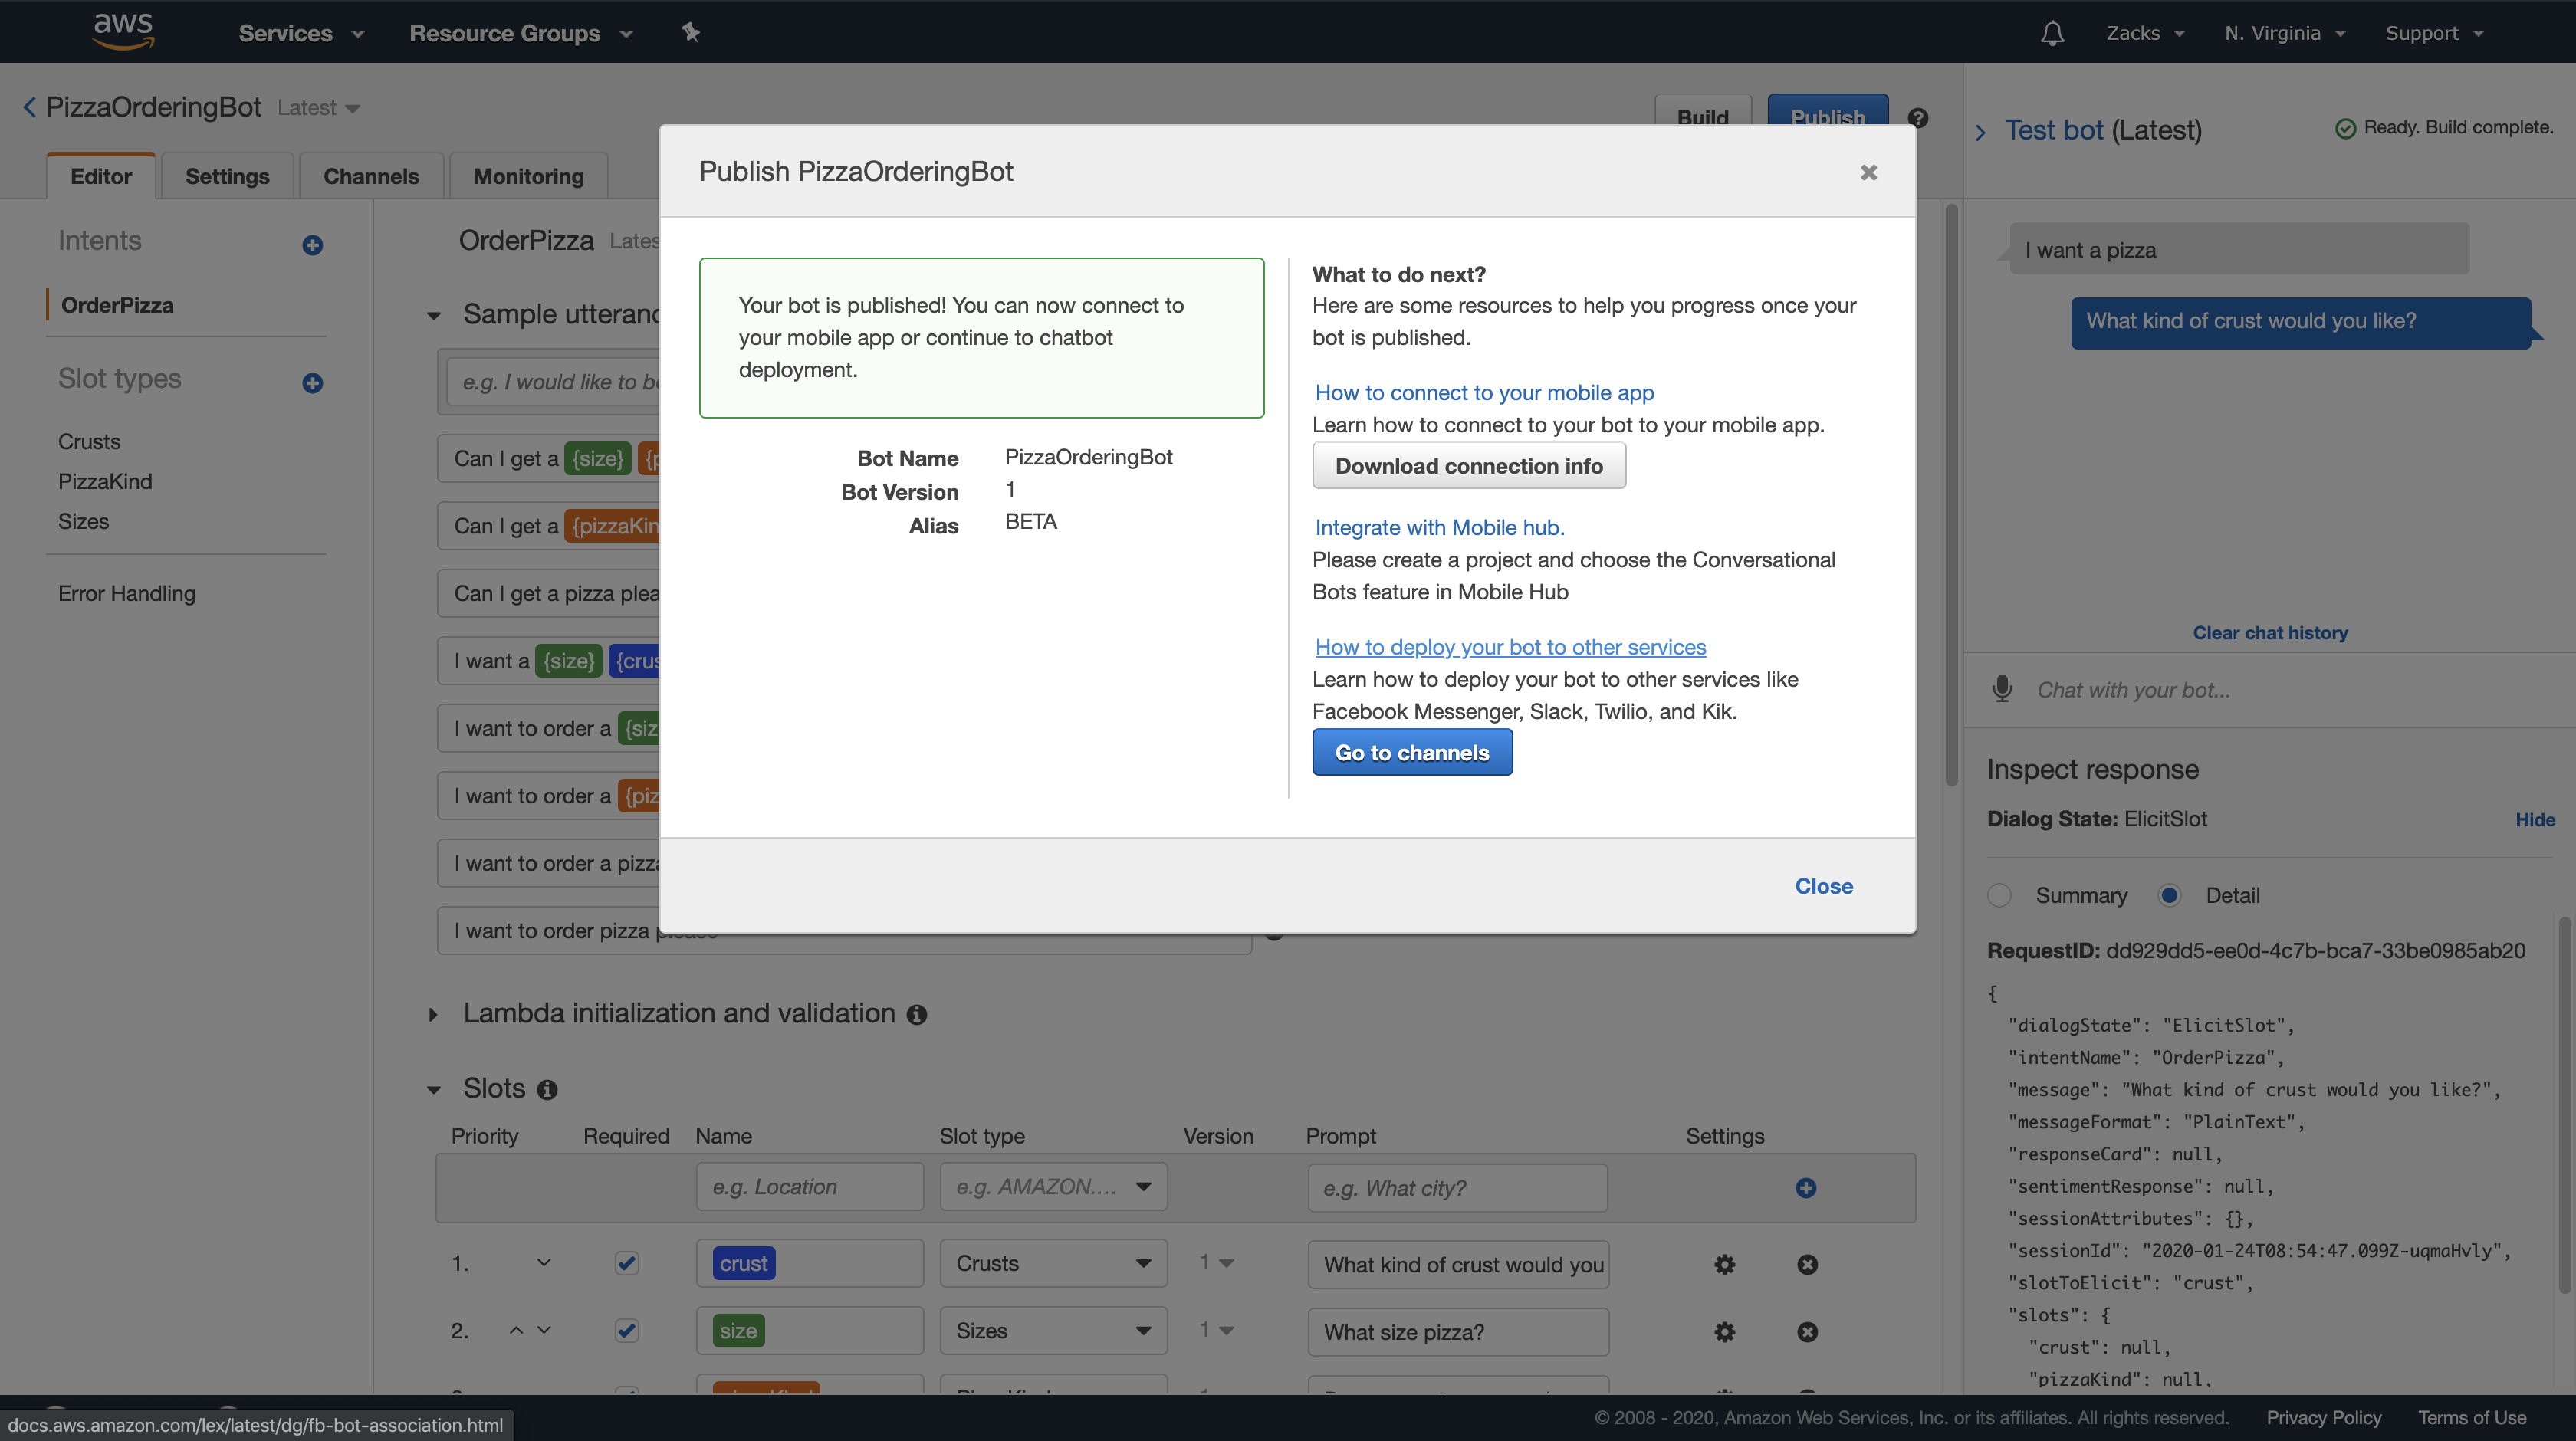 aws Services Resource Groups Zacks N. Virginia Support
PizzaOrderingBot Latest
Build Publish ?
Editor Settings Channels Monitoring
Intents
OrderPizza
Slot types
Crusts
PizzaKind
Sizes
Error Handling
OrderPizza
Sample
e.g. I would like to
Can I get a {size}
Can I get a
Can I get a pizza
I want a {size}
I want to order a
I want to order a
I want to order a
I want to order pizza
Publish PizzaOrderingBot
Your bot is published! You can now connect to
your mobile app or continue to chatbot
deployment.
Bot Name PizzaOrderingBot
Bot Version 1
Alias BETA
What to do next?
Here are some resources to help you progress once your
bot is published.
How to connect to your mobile app
Learn how to connect to your bot to your mobile app.
Download connection info
Integrate with Mobile hub.
Please create a project and choose the Conversational
Bots feature in Mobile Hub
How to deploy your bot to other services
Learn how to deploy your bot to other services like
Facebook Messenger, Slack, Twilio, and Kik.
Go to channels
Close
Lambda initialization and validation
Slots
Priority Required Name Slot type Version Prompt Settings
e.g. Location e.g. AMAZON.... e.g. What city?
1. crust Crusts 1 What kind of crust would you
2. size Sizes 1 What size pizza?
Test bot (Latest)
Ready. Build complete.
I want a pizza
What kind of crust would you like?
Clear chat history
Chat with your bot...
Inspect response
Dialog State: ElicitSlot Hide
Summary Detail
RequestID: dd929dd5-ee0d-4c7b-bca7-33be0985ab20
{
"dialogState": "ElicitSlot",
"intentName": "OrderPizza",
"message": "What kind of crust would you like?",
"messageFormat": "PlainText",
"responseCard": null,
"sentimentResponse": null,
"sessionAttributes": {},
"sessionId": "2020-01-24T08:54:47.099Z-uqmaHvly",
"slotToElicit": "crust",
"slots": {
"crust": null,
"pizzaKind": null,
docs.aws.amazon.com/lex/latest/dg/fb-bot-association.html
© 2008 - 2020, Amazon Web Services, Inc. or its affiliates. All rights reserved. Privacy Policy Terms of Use